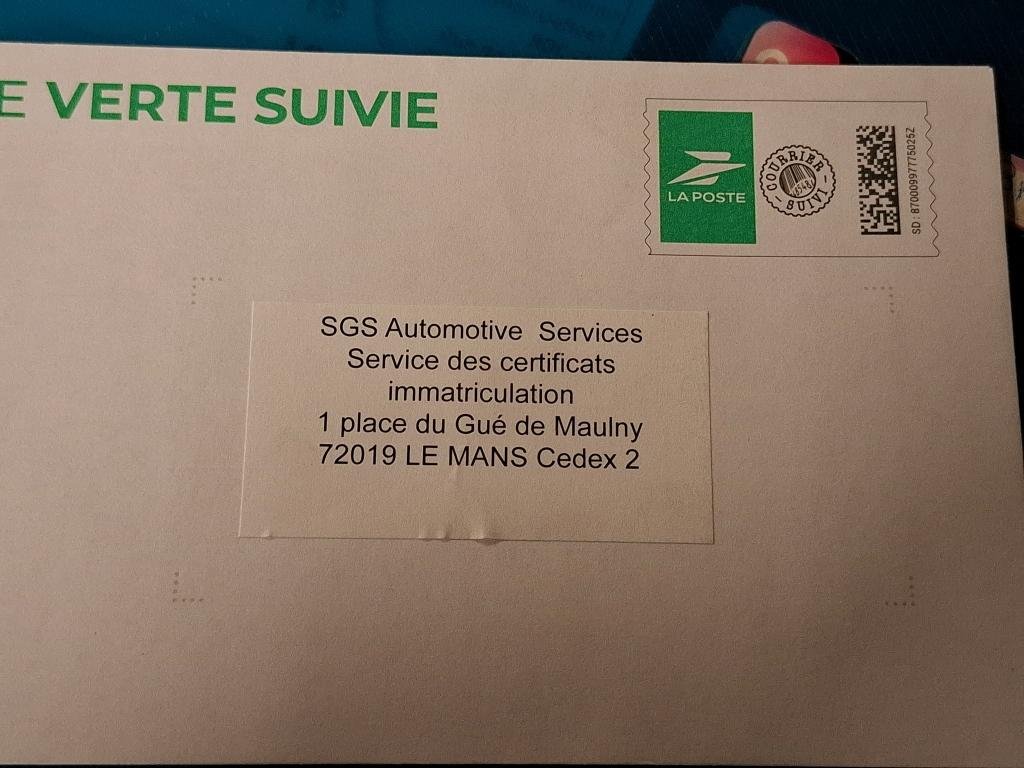 E VERTE SUIVIE
LA POSTE
COURRIER
SUIVI
SD : 87000997775025Z
SGS Automotive Services
Service des certificats
immatriculation
1 place du Gué de Maulny
72019 LE MANS Cedex 2